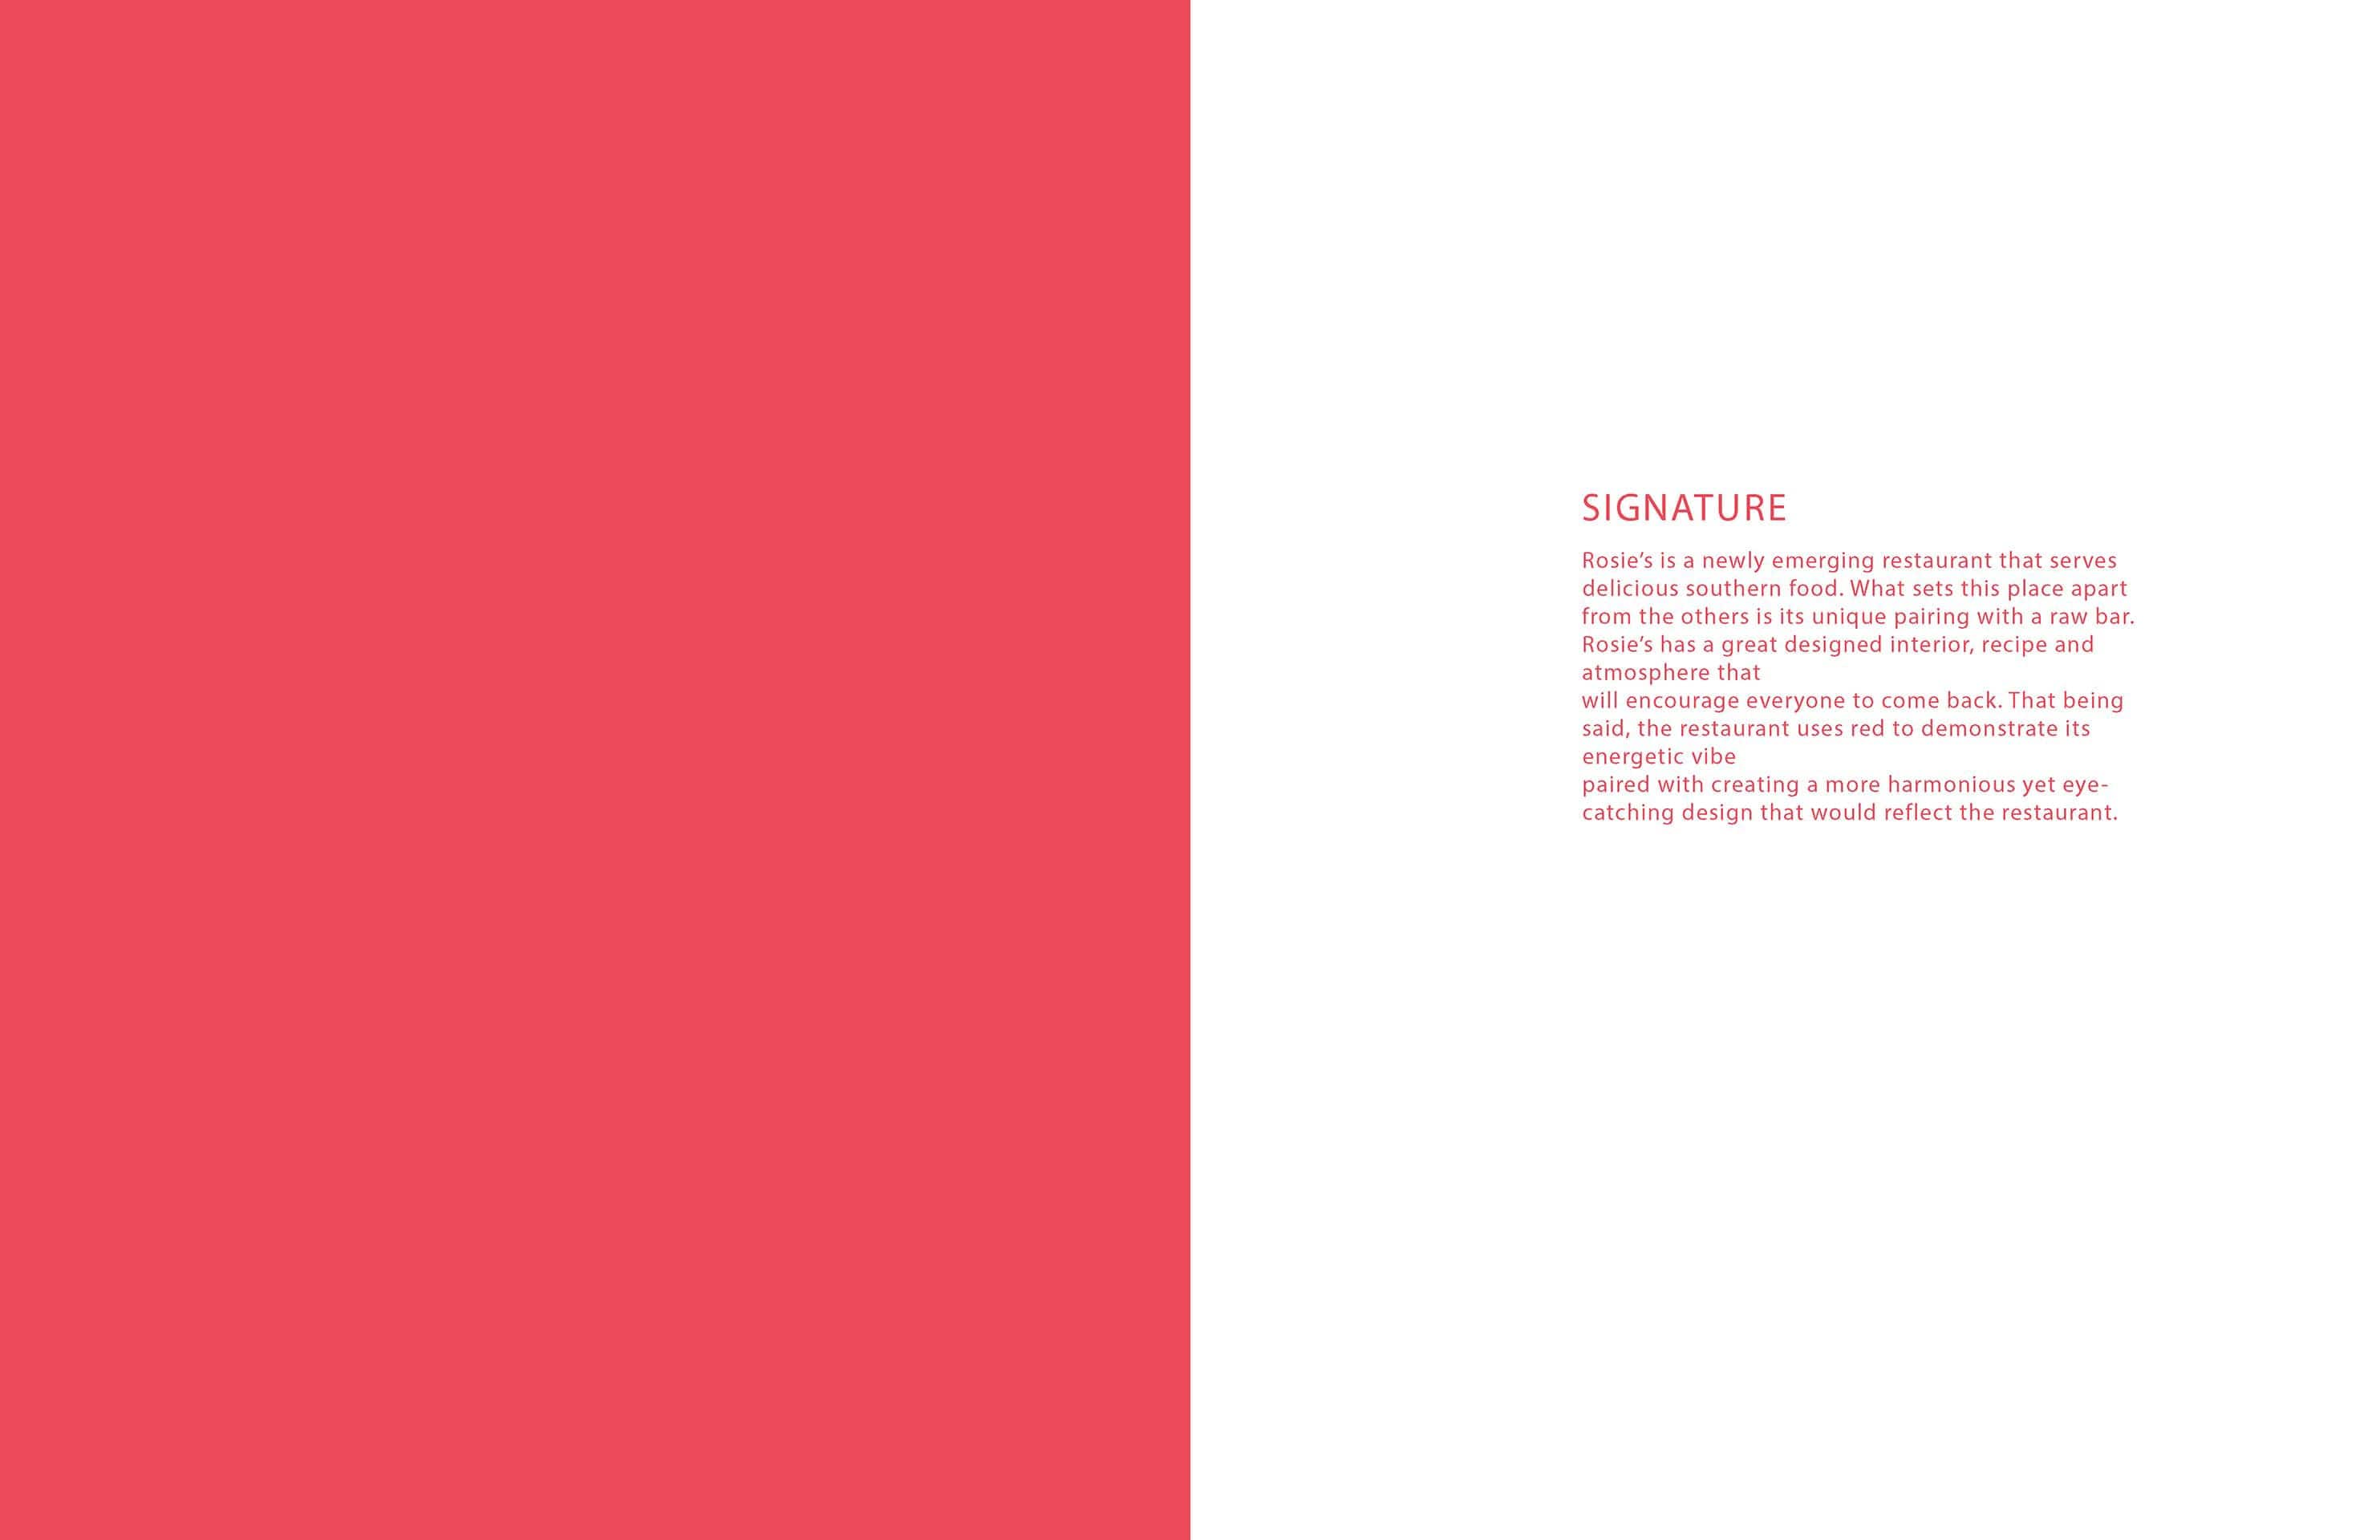 SIGNATURE
Rosie’s is a newly emerging restaurant that serves
delicious southern food. What sets this place apart
from the others is its unique pairing with a raw bar.
Rosie’s has a great designed interior, recipe and
atmosphere that
will encourage everyone to come back. That being
said, the restaurant uses red to demonstrate its
energetic vibe
paired with creating a more harmonious yet eye-
catching design that would reflect the restaurant.